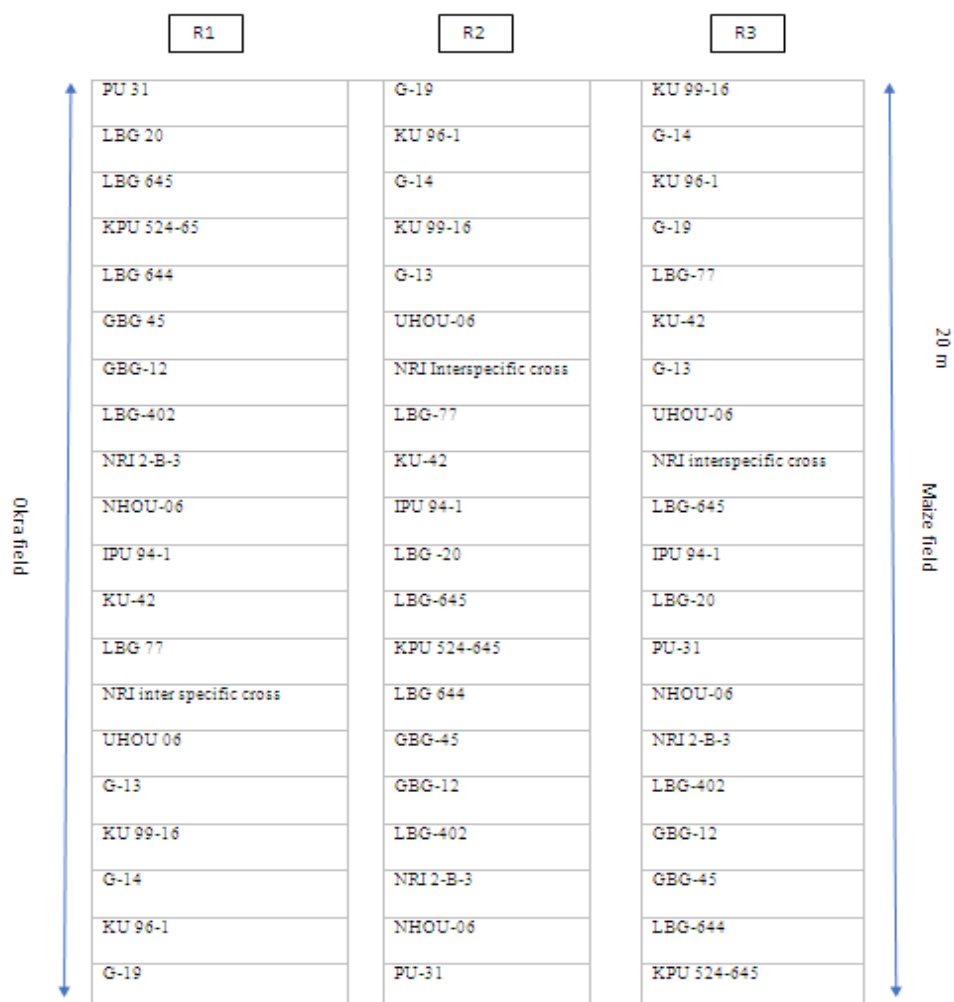 R1 R2 R3
PU 31 G-19 KU 99-16
LBG 20 KU 96-1 G-14
LBG 645 G-14 KU 96-1
KPU 524-65 KU 99-16 G-19
LBG 644 G-13 LBG-77
GBG 45 UHOU-06 KU-42
GBG-12 NRI Interspecific cross G-13
LBG-402 LBG-77 UHOU-06
NRI 2-B-3 KU-42 NRI interspecific cross
NHOU-06 IPU 94-1 LBG-645
IPU 94-1 LBG -20 IPU 94-1
KU-42 LBG-645 LBG-20
LBG 77 KPU 524-645 PU-31
NRI inter specific cross LBG 644 NHOU-06
UHOU 06 GBG-45 NRI 2-B-3
G-13 GBG-12 LBG-402
KU 99-16 LBG-402 GBG-12
G-14 NRI 2-B-3 GBG-45
KU 96-1 NHOU-06 LBG-644
G-19 PU-31 KPU 524-645
Okra field
20 m
Maize field